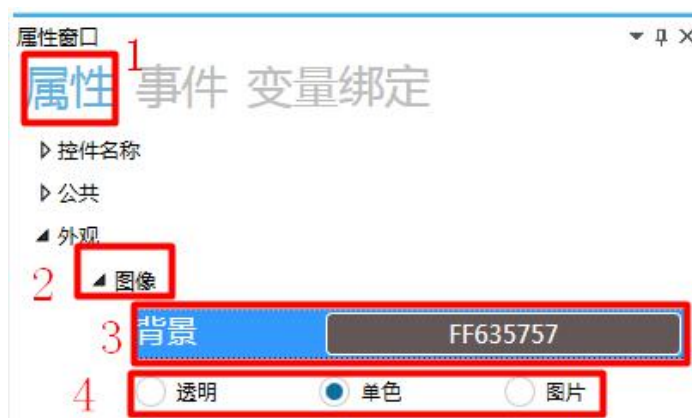 属性窗口
1
属性 事件 变量绑定
控件名称
公共
外观
2 图像
3 背景 FF635757
4 透明 单色 图片